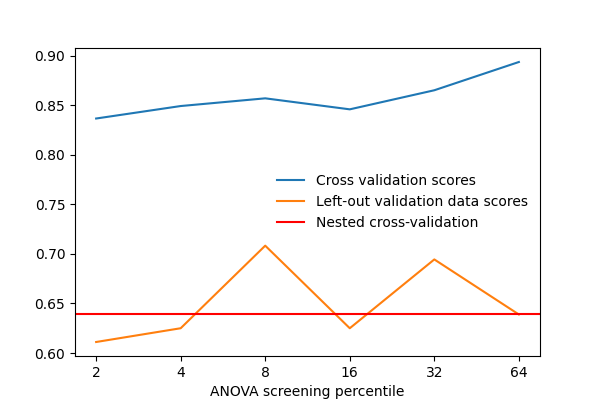 0.90
0.85
0.80
0.75
0.70
0.65
0.60
Cross validation scores
Left-out validation data scores
Nested cross-validation
2 4 8 16 32 64
ANOVA screening percentile